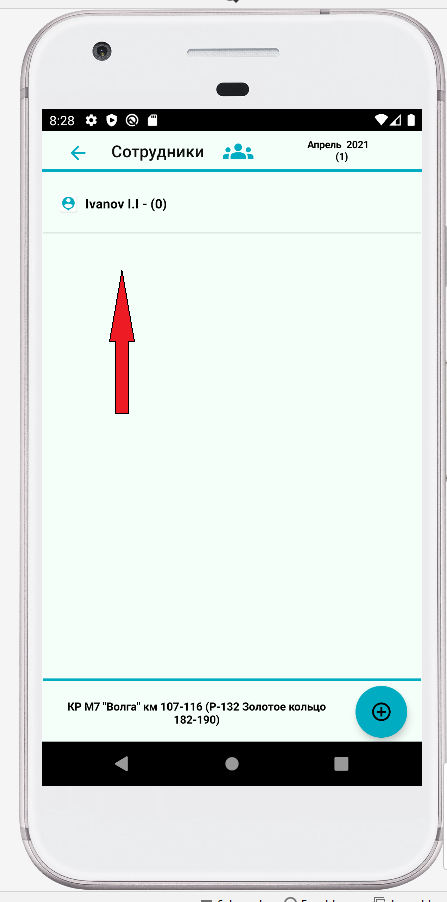 8:28
Сотрудники
Апрель 2021
(1)
Ivanov I.I - (0)
КР М7 "Волга" км 107-116 (Р-132 Золотое кольцо
182-190)